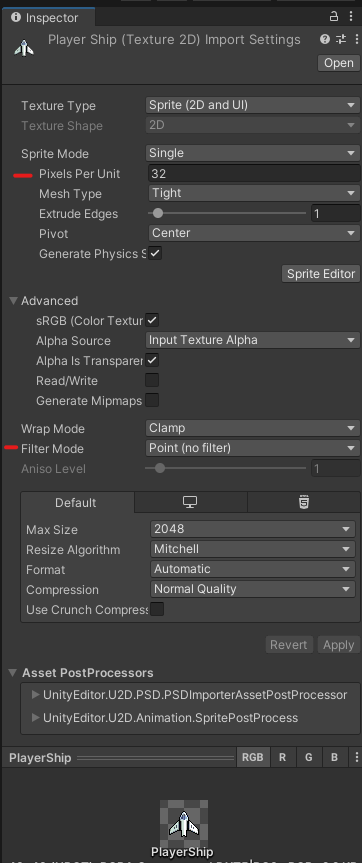 Inspector
Player Ship (Texture 2D) Import Settings
Open
Texture Type Sprite (2D and UI)
Texture Shape 2D
Sprite Mode Single
Pixels Per Unit 32
Mesh Type Tight
Extrude Edges 1
Pivot Center
Generate Physics S
Sprite Editor
Advanced
sRGB (Color Textur
Alpha Source Input Texture Alpha
Alpha Is Transparer
Read/Write
Generate Mipmaps
Wrap Mode Clamp
Filter Mode Point (no filter)
Aniso Level 1
Default
Max Size 2048
Resize Algorithm Mitchell
Format Automatic
Compression Normal Quality
Use Crunch Compress
Revert Apply
Asset PostProcessors
UnityEditor.U2D.PSD.PSDImporterAssetPostProcessor
UnityEditor.U2D.Animation.SpritePostProcess
PlayerShip RGB R G B
PlayerShip